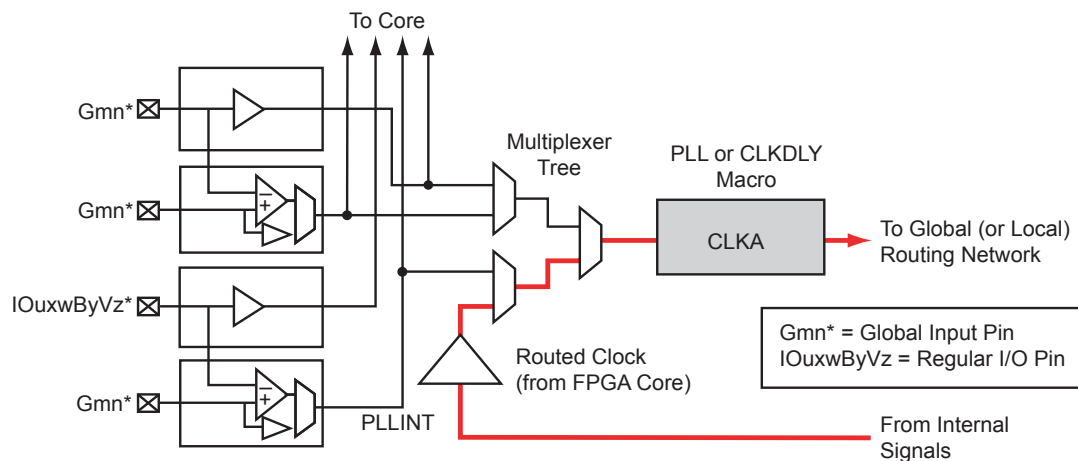 To Core
Gmn*
Multiplexer
Tree
PLL or CLKDLY
Macro
Gmn*
−
+
CLKA
To Global (or Local)
Routing Network
IOuxwByVz*
Gmn* = Global Input Pin
IOuxwByVz = Regular I/O Pin
Routed Clock
(from FPGA Core)
Gmn*
−
+
PLLINT
From Internal
Signals